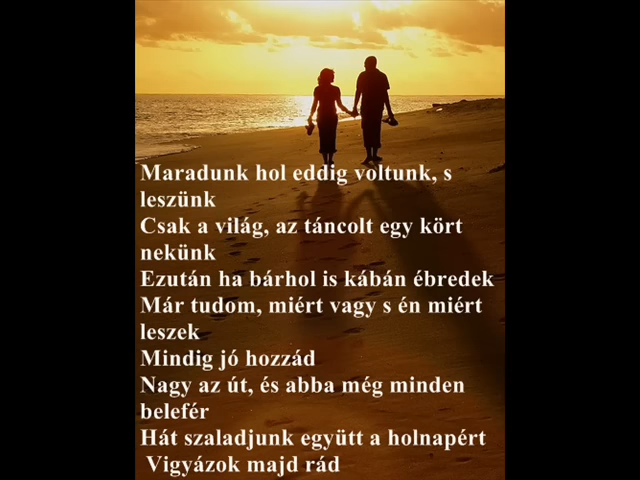 Maradunk hol eddig voltunk, s
leszünk
Csak a világ, az táncolt egy kört
nekünk
Ezután ha bárhol is kábán ébredek
Már tudom, miért vagy s én miért
leszek
Mindig jó hozzád
Nagy az út, és abba még minden
belefér
Hát szaladjunk együtt a holnapért
Vigyázok majd rád